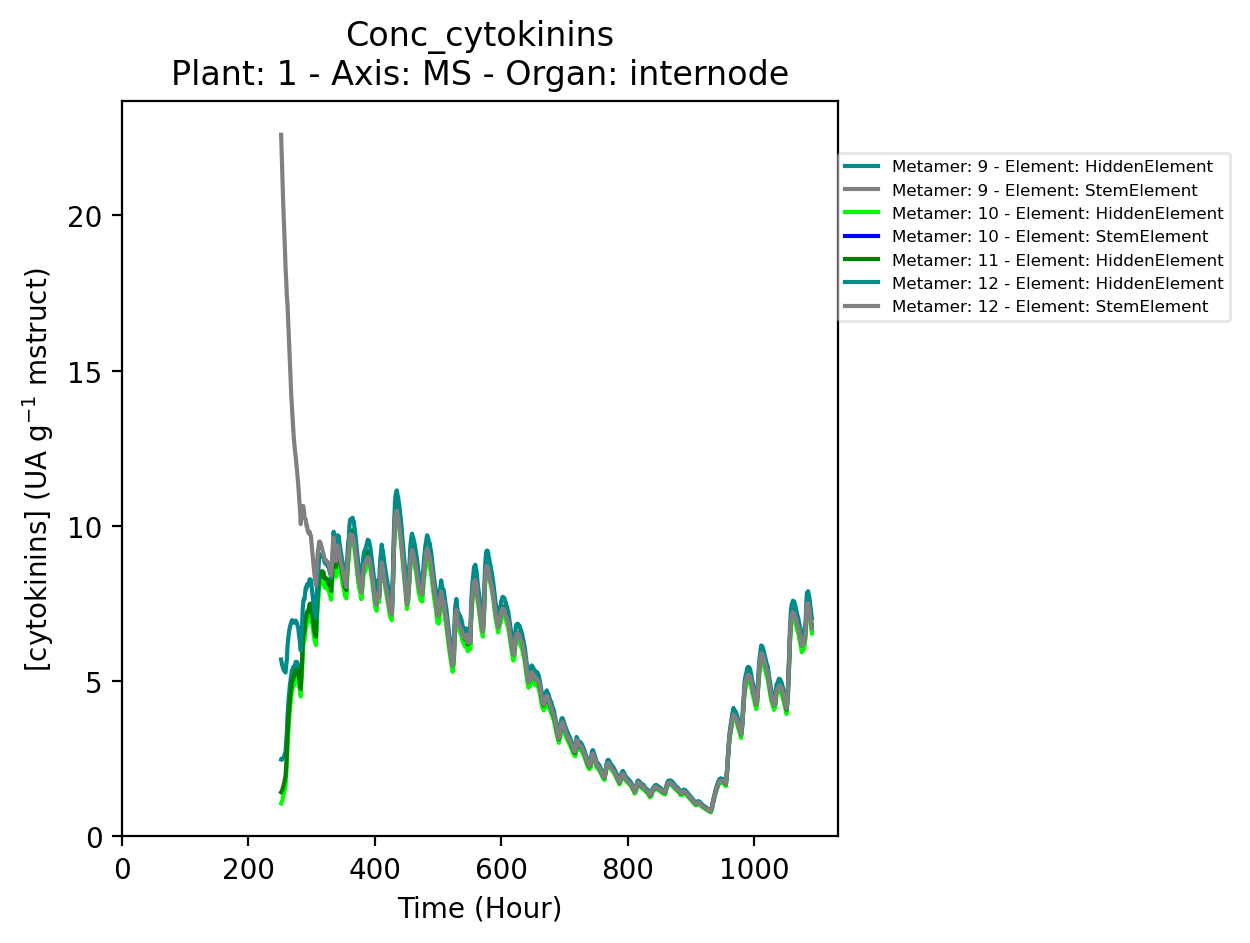 Conc_cytokinins
Plant: 1 - Axis: MS - Organ: internode
[cytokinins] (UA g⁻¹ mstruct)
20
15
10
5
0
0 200 400 600 800 1000
Time (Hour)
Metamer: 9 - Element: HiddenElement
Metamer: 9 - Element: StemElement
Metamer: 10 - Element: HiddenElement
Metamer: 10 - Element: StemElement
Metamer: 11 - Element: HiddenElement
Metamer: 12 - Element: HiddenElement
Metamer: 12 - Element: StemElement